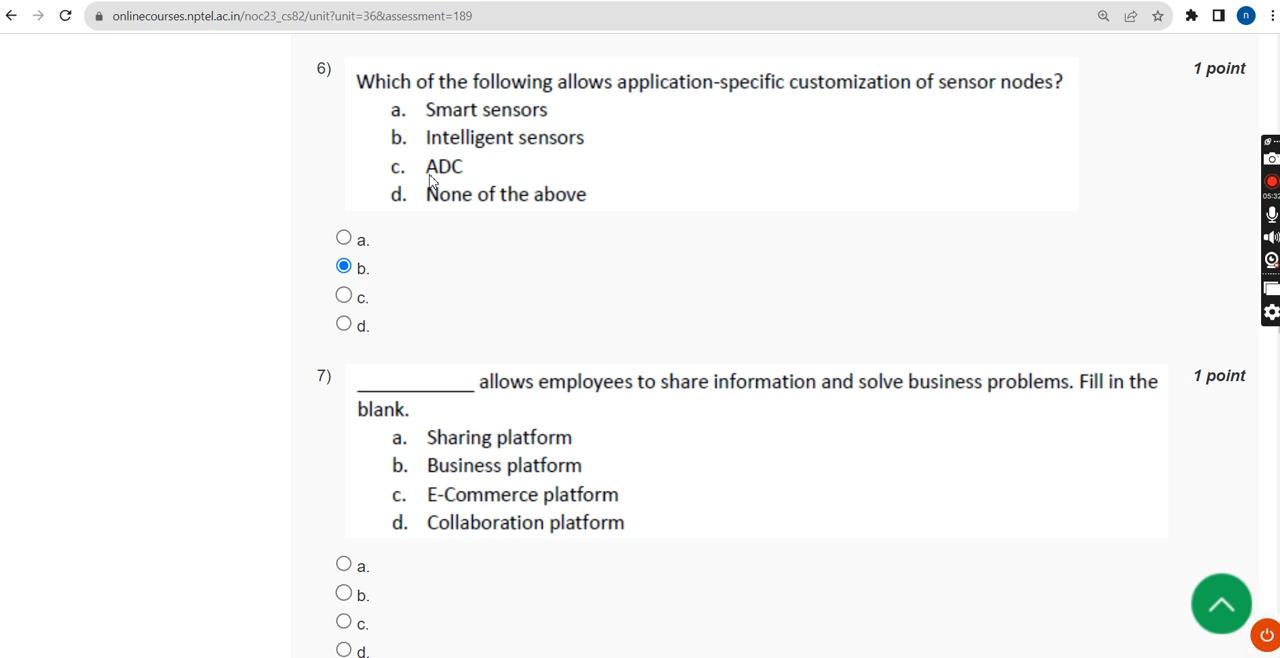 onlinecourses.nptel.ac.in/noc23_cs82/unit?unit=36&assessment=189
n
6)
Which of the following allows application-specific customization of sensor nodes?
1 point
a. Smart sensors
b. Intelligent sensors
c. ADC
d. None of the above
a.
b.
c.
d.
05:32
7)
____________ allows employees to share information and solve business problems. Fill in the
1 point
blank.
a. Sharing platform
b. Business platform
c. E-Commerce platform
d. Collaboration platform
a.
b.
c.
d.